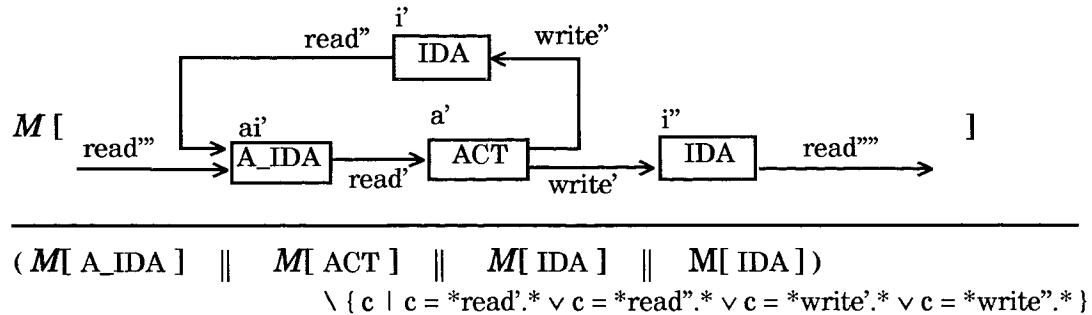 i’
read” IDA write”
M [ ai’ a’ i” ]
read”’ A_IDA read’ ACT write’ IDA read””
( M[ A_IDA ] || M[ ACT ] || M[ IDA ] || M[ IDA ] )
\ { c | c = *read’.* ∨ c = *read”.* ∨ c = *write’.* ∨ c = *write”.* }